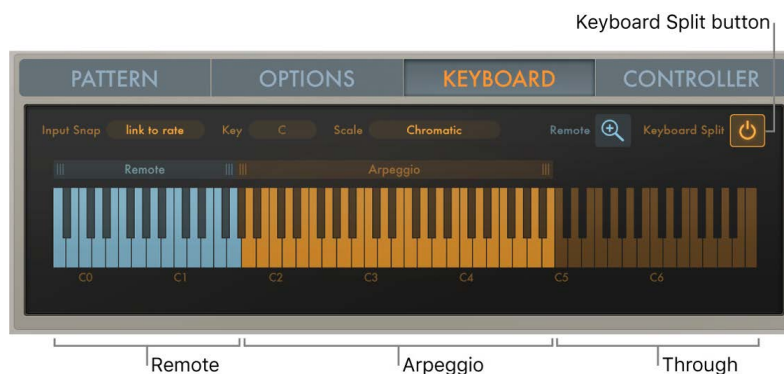 Keyboard Split button
PATTERN OPTIONS KEYBOARD CONTROLLER
Input Snap link to rate Key C Scale Chromatic Remote Keyboard Split
Remote Arpeggio
C0 C1 C2 C3 C4 C5 C6
Remote Arpeggio Through